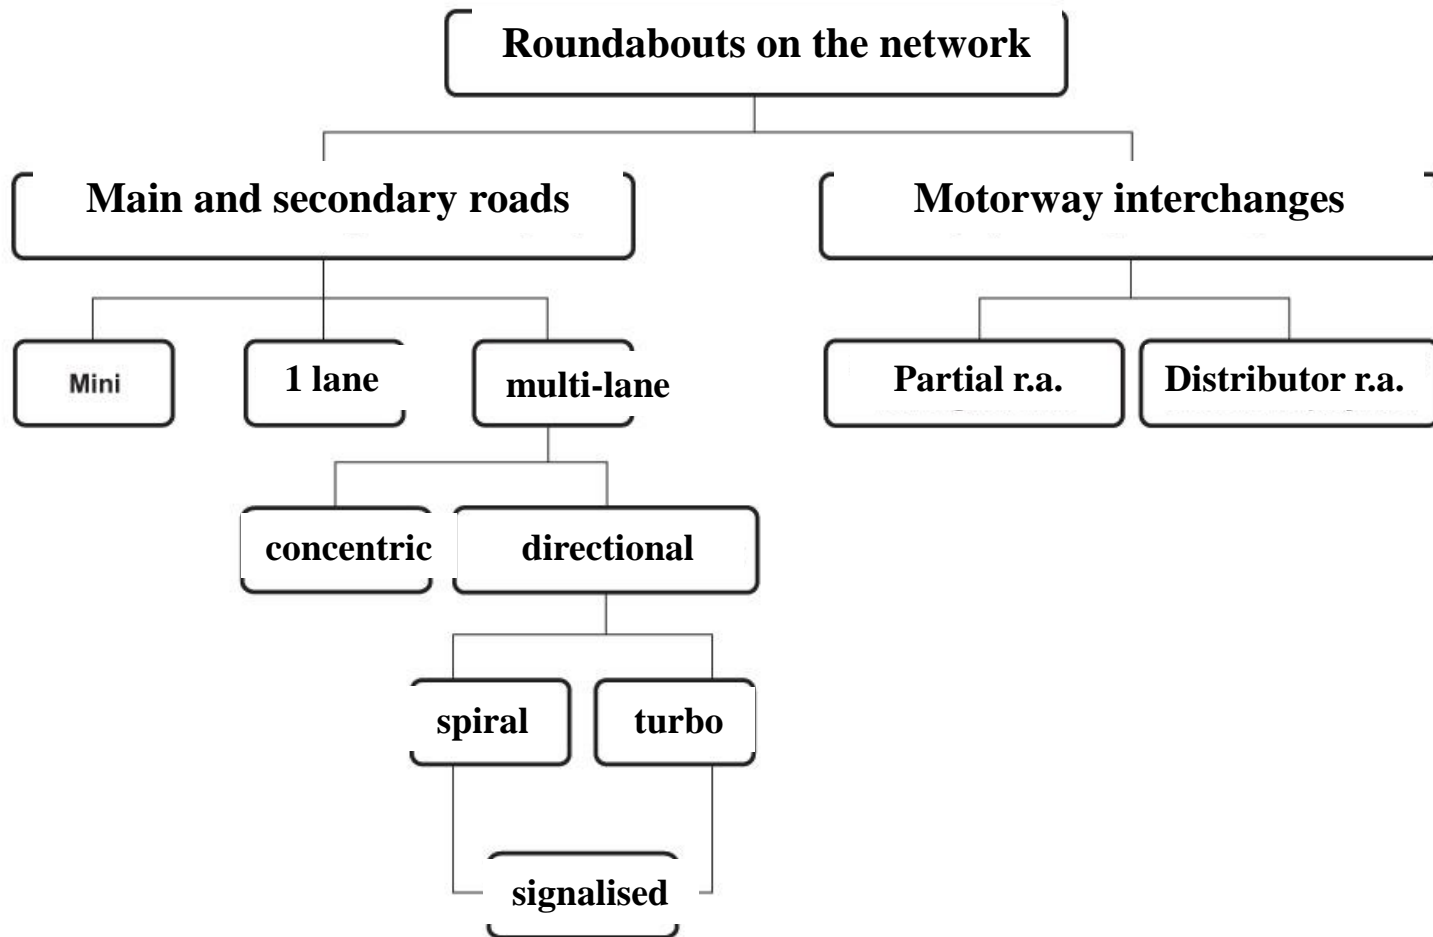 Roundabouts on the network
Main and secondary roads
Motorway interchanges
Mini
1 lane
multi-lane
Partial r.a.
Distributor r.a.
concentric
directional
spiral
turbo
signalised